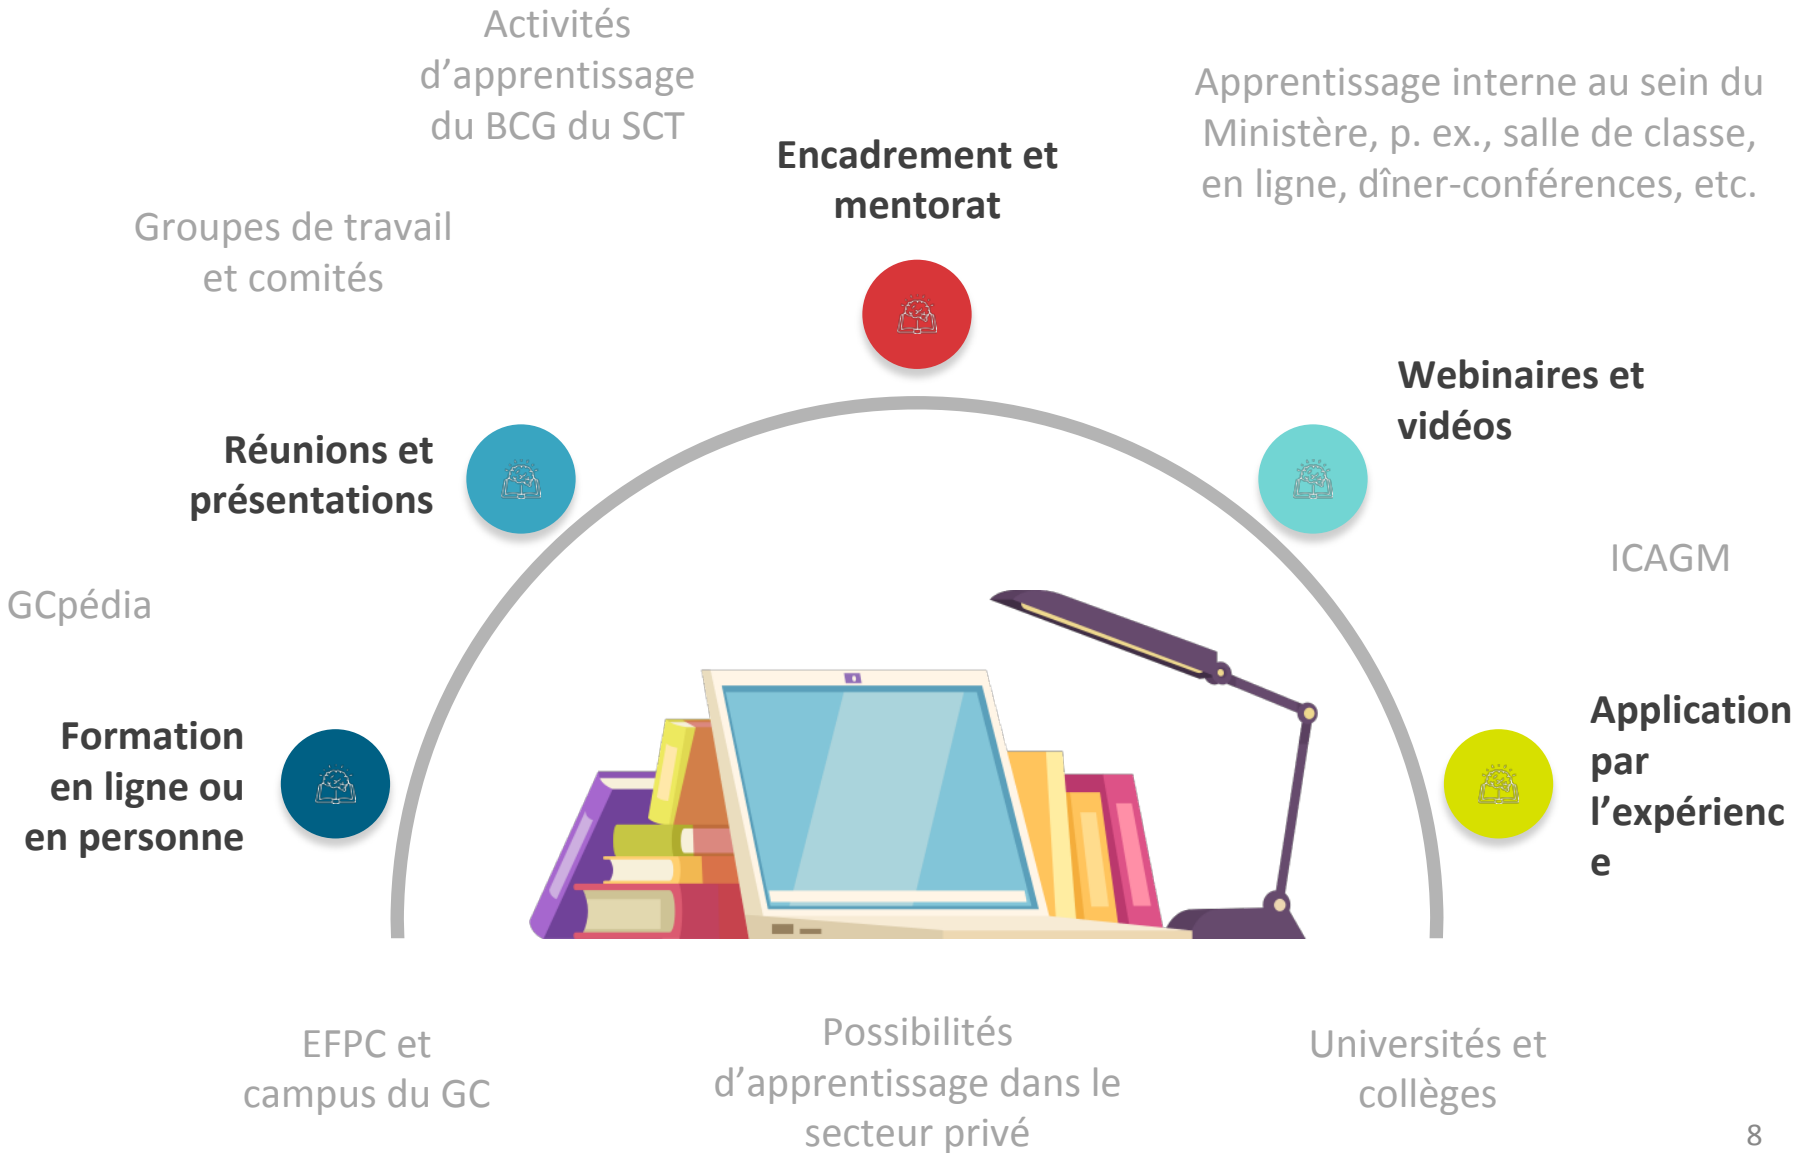 Activités
d’apprentissage
du BCG du SCT
Apprentissage interne au sein du
Ministère, p. ex., salle de classe,
en ligne, dîner-conférences, etc.
Encadrement et
mentorat
Groupes de travail
et comités
Webinaires et
vidéos
Réunions et
présentations
ICAGM
GCpédia
Formation
en ligne ou
en personne
Application
par
l’expérienc
e
EFPC et
campus du GC
Possibilités
d’apprentissage dans le
secteur privé
Universités et
collèges
8